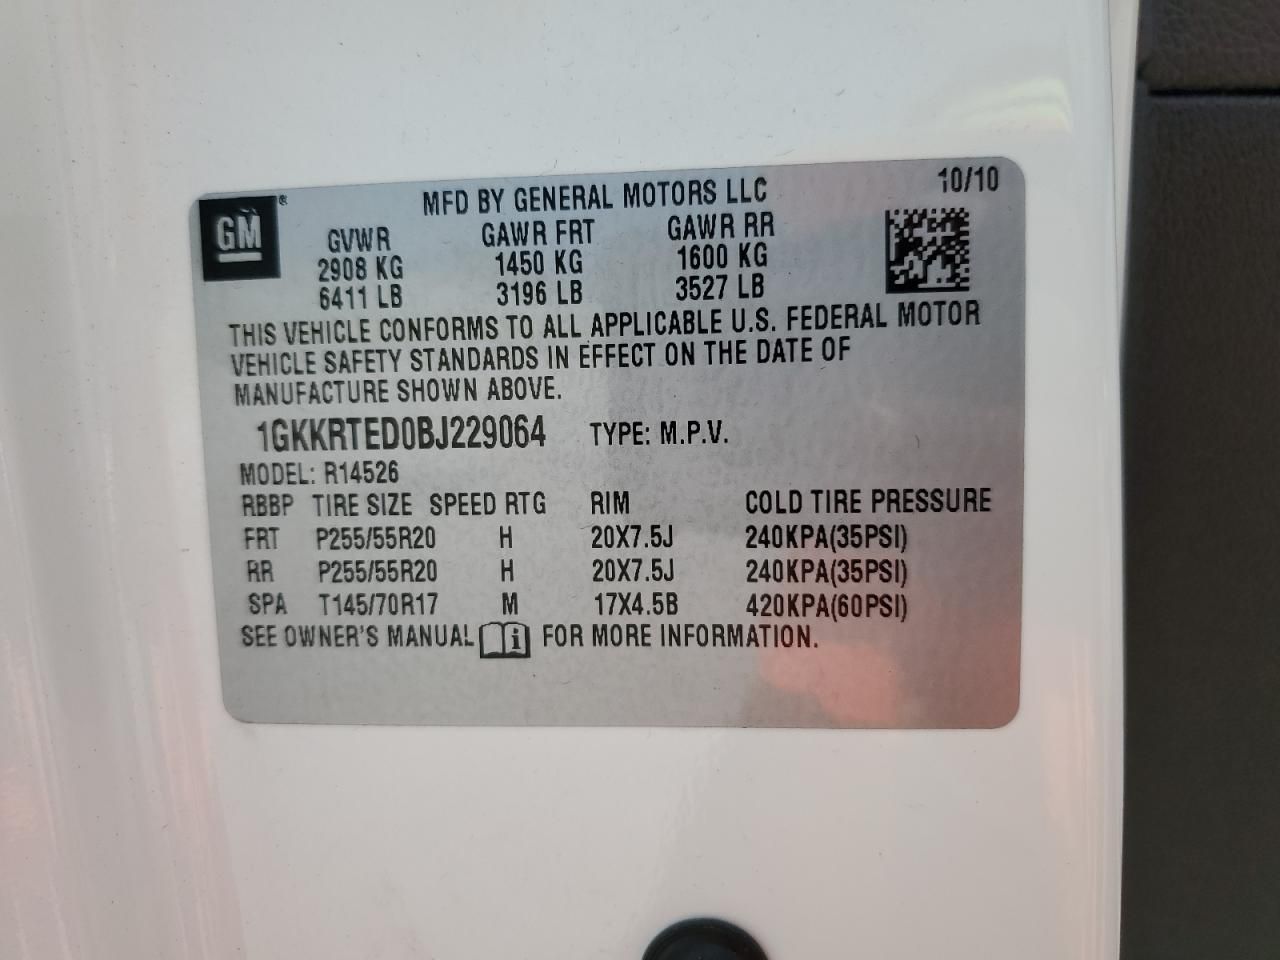 GM®
MFD BY GENERAL MOTORS LLC 10/10
GVWR GAWR FRT GAWR RR
2908 KG 1450 KG 1600 KG
6411 LB 3196 LB 3527 LB
THIS VEHICLE CONFORMS TO ALL APPLICABLE U.S. FEDERAL MOTOR
VEHICLE SAFETY STANDARDS IN EFFECT ON THE DATE OF
MANUFACTURE SHOWN ABOVE.
1GKKRTED0BJ229064 TYPE: M.P.V.
MODEL: R14526
RBBP TIRE SIZE SPEED RTG RIM COLD TIRE PRESSURE
FRT P255/55R20 H 20X7.5J 240KPA(35PSI)
RR P255/55R20 H 20X7.5J 240KPA(35PSI)
SPA T145/70R17 M 17X4.5B 420KPA(60PSI)
SEE OWNER'S MANUAL i FOR MORE INFORMATION.